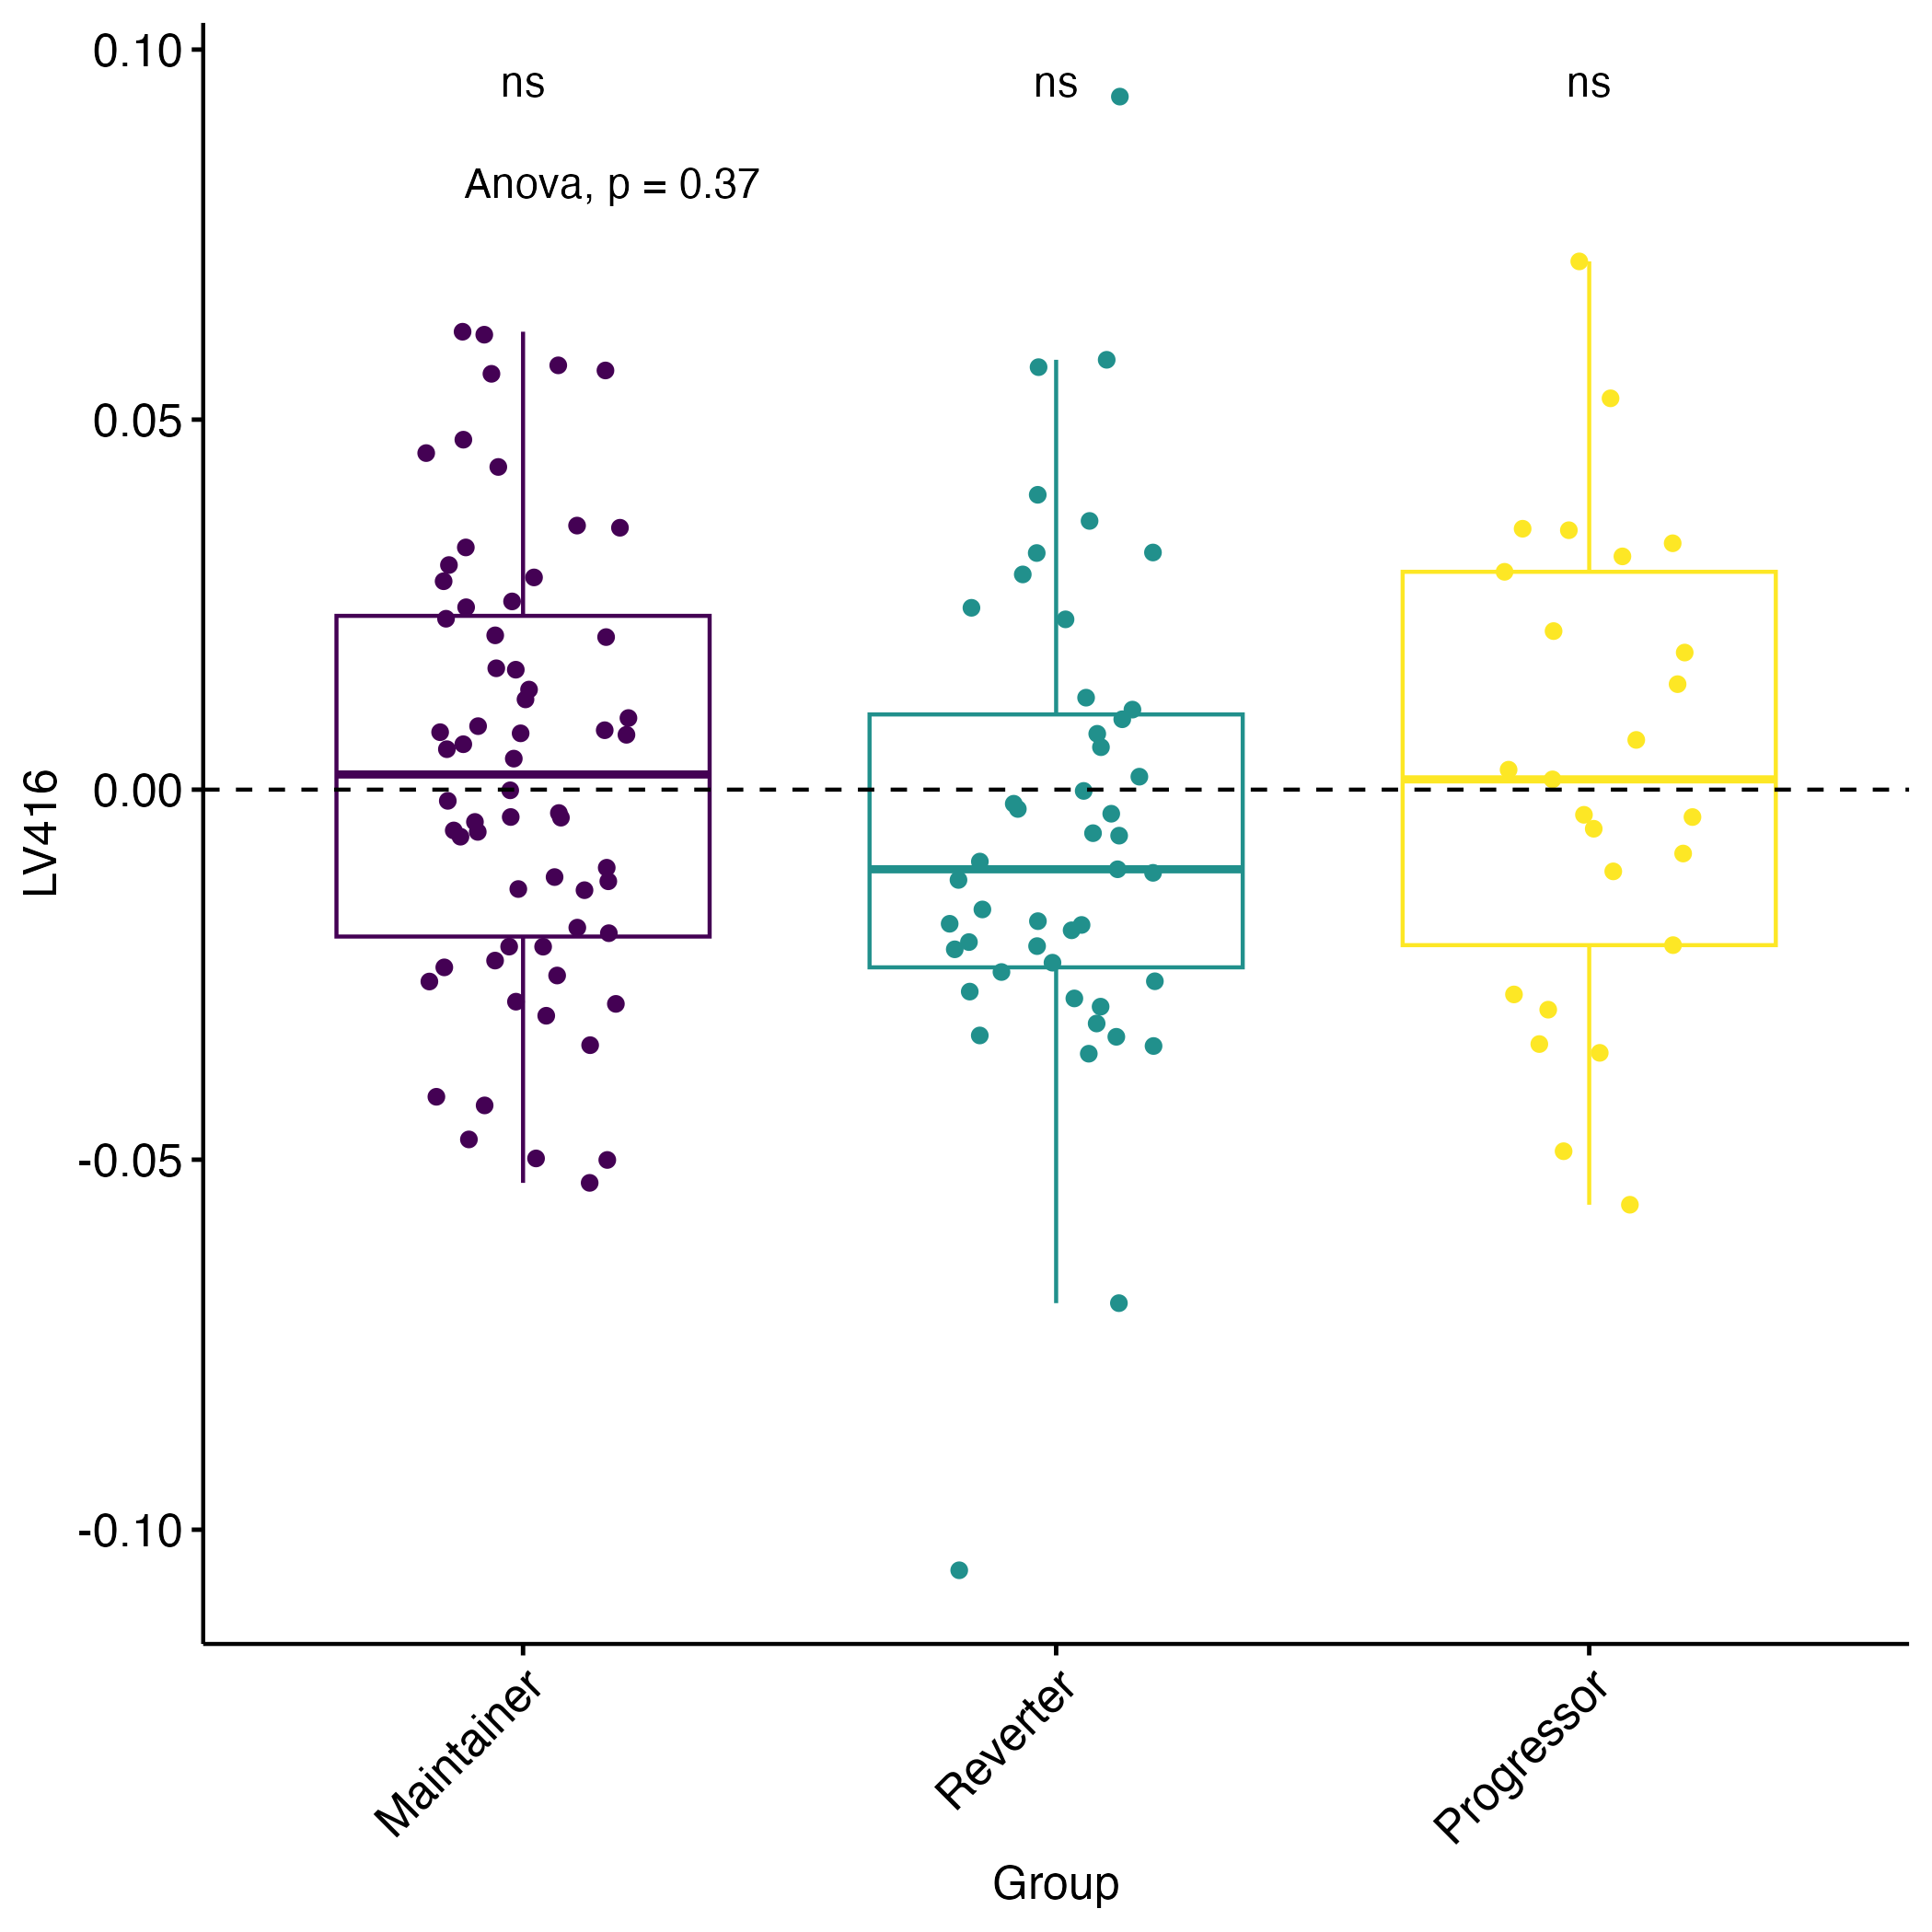 ns ns ns
Anova, p = 0.37
0.10
0.05
0.00
-0.05
-0.10
LV416
Maintainer
Reverter
Progressor
Group